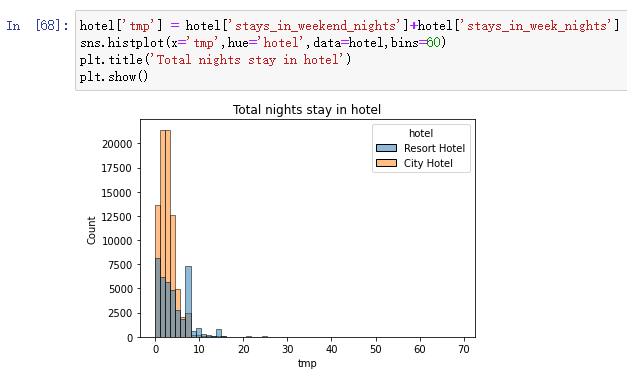 In [68]: hotel['tmp'] = hotel['stays_in_weekend_nights']+hotel['stays_in_week_nights']
sns.histplot(x='tmp',hue='hotel',data=hotel,bins=60)
plt.title('Total nights stay in hotel')
plt.show()
Total nights stay in hotel
hotel
Resort Hotel
City Hotel
Count
20000
17500
15000
12500
10000
7500
5000
2500
0
0 10 20 30 40 50 60 70
tmp